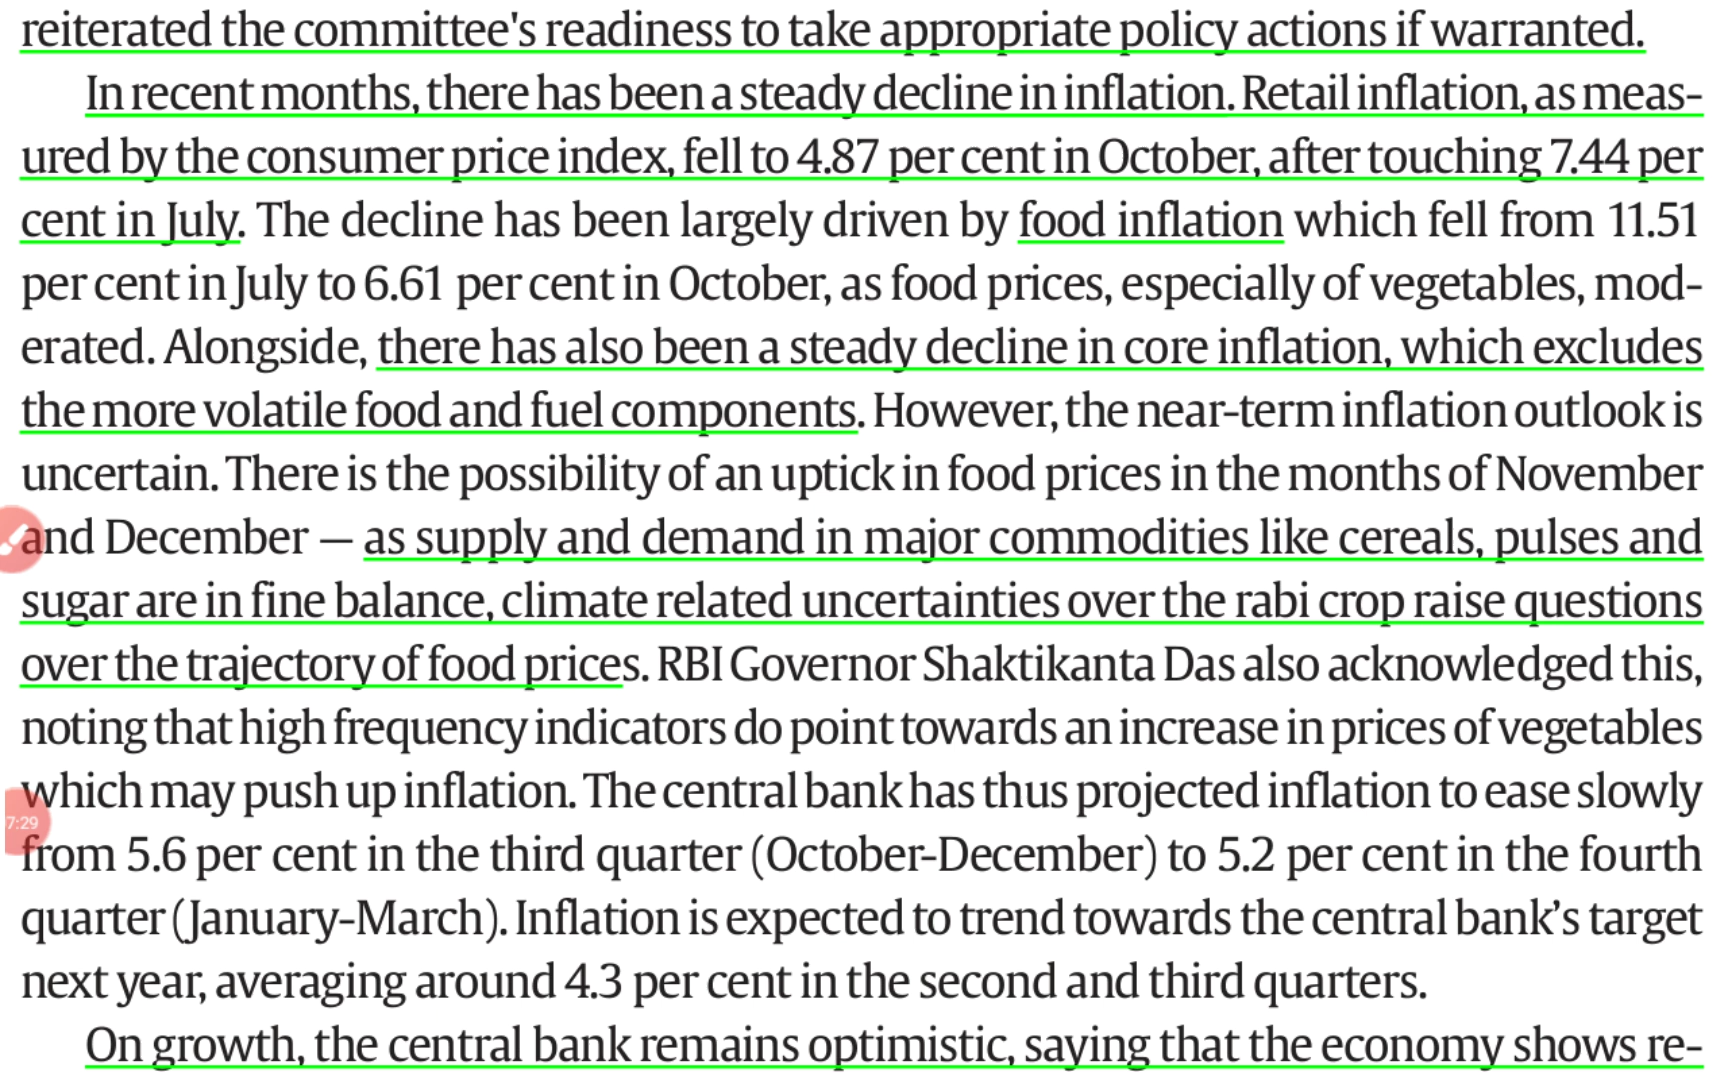 reiterated the committee's readiness to take appropriate policy actions if warranted.
In recent months, there has been a steady decline in inflation. Retail inflation, as meas-
ured by the consumer price index, fell to 4.87 per cent in October, after touching 7.44 per
cent in July. The decline has been largely driven by food inflation which fell from 11.51
per cent in July to 6.61 per cent in October, as food prices, especially of vegetables, mod-
erated. Alongside, there has also been a steady decline in core inflation, which excludes
the more volatile food and fuel components. However, the near-term inflation outlook is
uncertain. There is the possibility of an uptick in food prices in the months of November
and December — as supply and demand in major commodities like cereals, pulses and
sugar are in fine balance, climate related uncertainties over the rabi crop raise questions
over the trajectory of food prices. RBI Governor Shaktikanta Das also acknowledged this,
noting that high frequency indicators do point towards an increase in prices of vegetables
which may push up inflation. The central bank has thus projected inflation to ease slowly
7:29
from 5.6 per cent in the third quarter (October-December) to 5.2 per cent in the fourth
quarter (January-March). Inflation is expected to trend towards the central bank’s target
next year, averaging around 4.3 per cent in the second and third quarters.
On growth, the central bank remains optimistic, saying that the economy shows re-